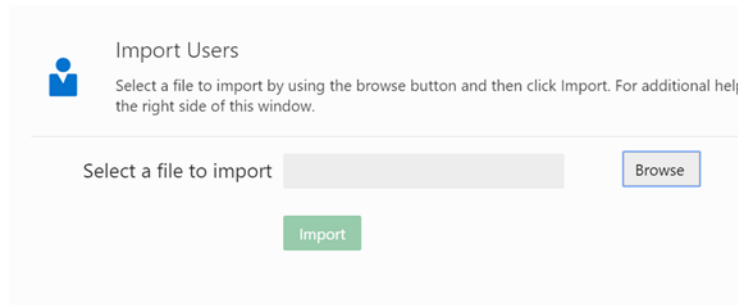 Import Users
Select a file to import by using the browse button and then click Import. For additional help
the right side of this window.
Select a file to import
Browse
Import